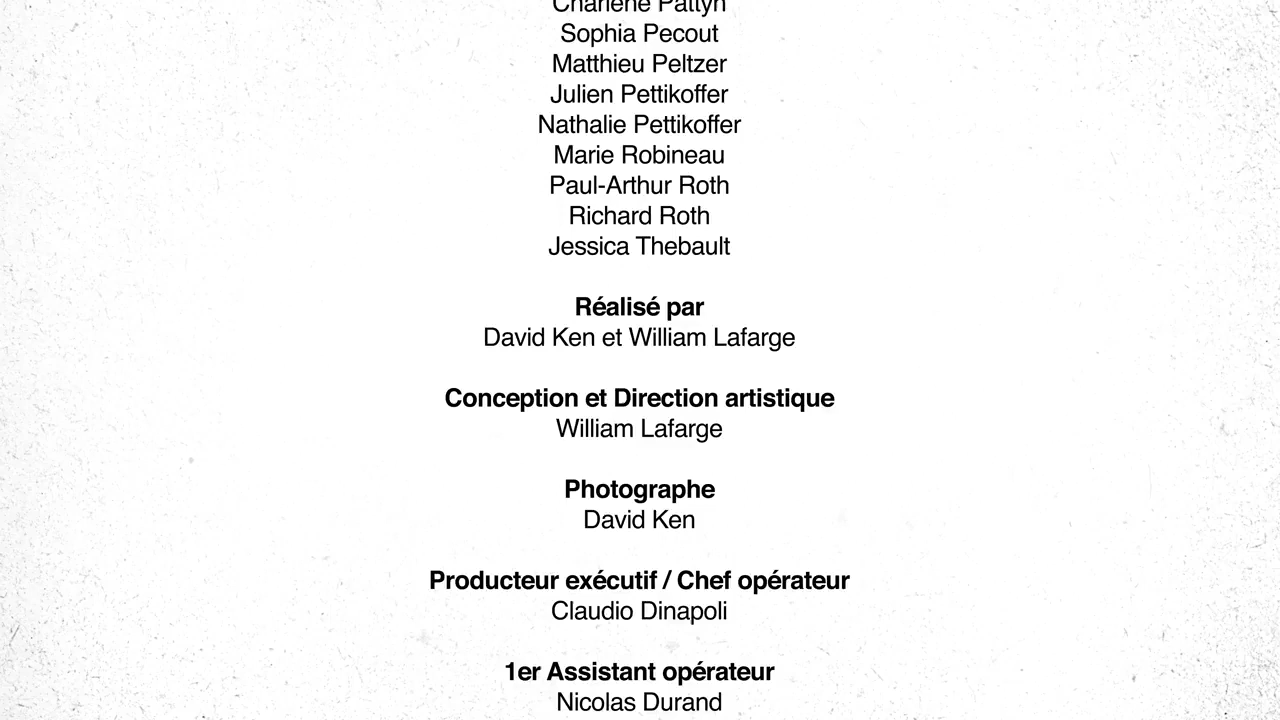 Charlène Pattyn
Sophia Pecout
Matthieu Peltzer
Julien Pettikoffer
Nathalie Pettikoffer
Marie Robineau
Paul-Arthur Roth
Richard Roth
Jessica Thebault
Réalisé par
David Ken et William Lafarge
Conception et Direction artistique
William Lafarge
Photographe
David Ken
Producteur exécutif / Chef opérateur
Claudio Dinapoli
1er Assistant opérateur
Nicolas Durand